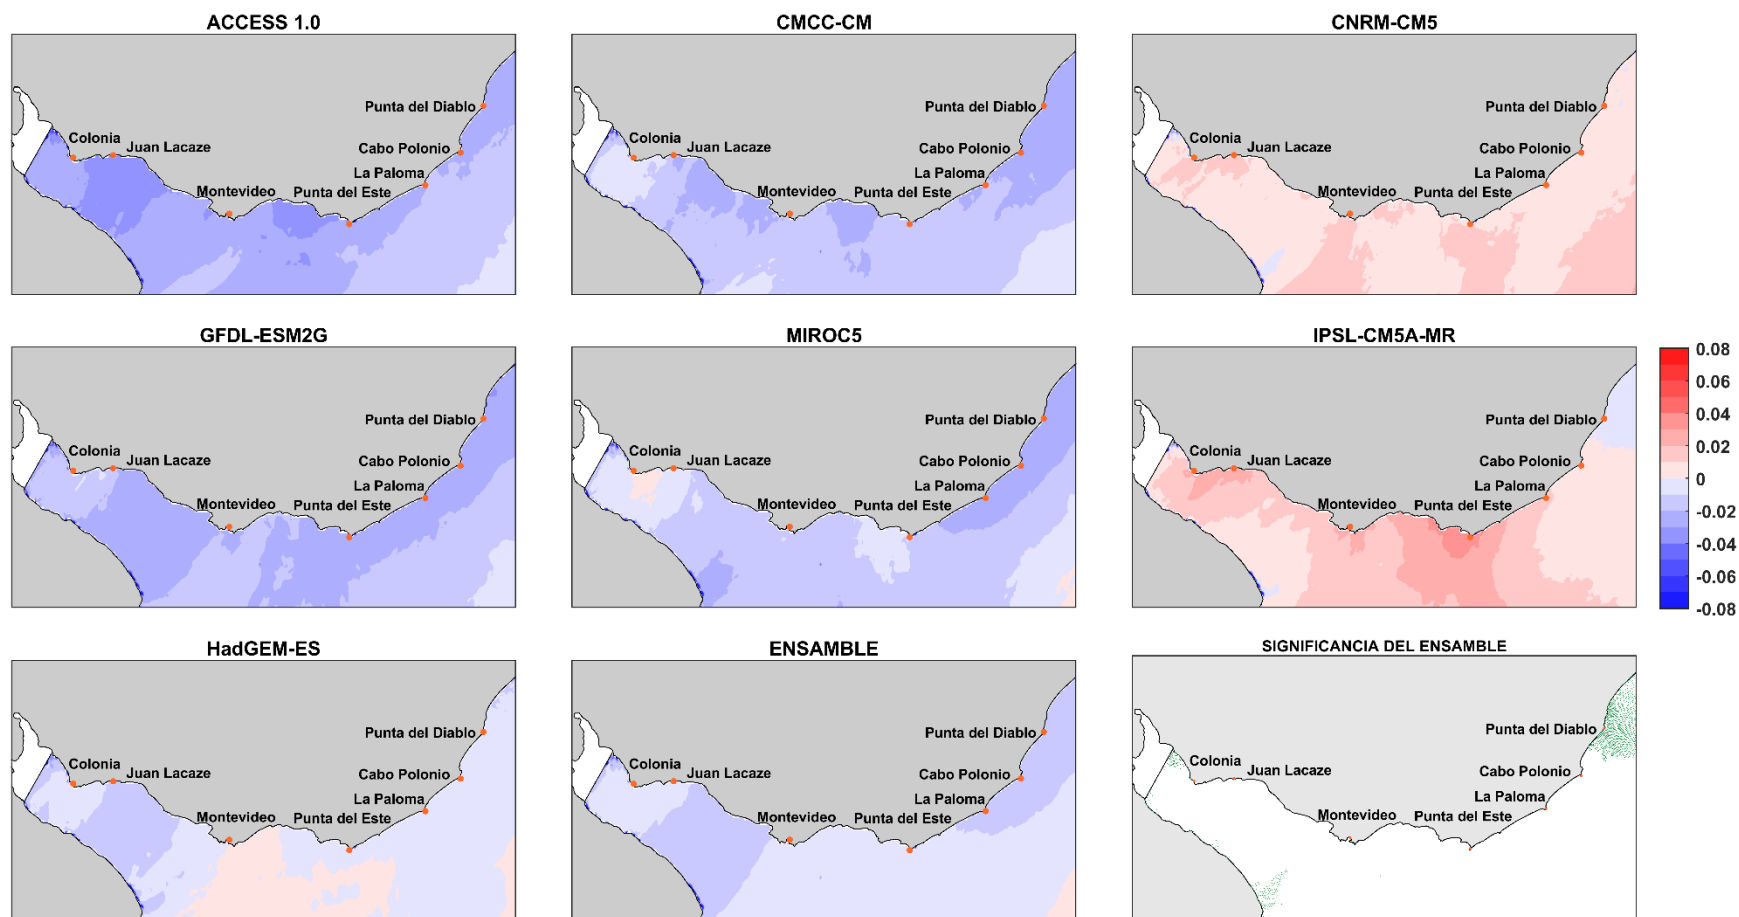 ACCESS 1.0
Punta del Diablo
Colonia
Juan Lacaze
Cabo Polonio
La Paloma
Montevideo
Punta del Este
CMCC-CM
Punta del Diablo
Colonia
Juan Lacaze
Cabo Polonio
La Paloma
Montevideo
Punta del Este
CNRM-CM5
Punta del Diablo
Colonia
Juan Lacaze
Cabo Polonio
La Paloma
Montevideo
Punta del Este
GFDL-ESM2G
Punta del Diablo
Colonia
Juan Lacaze
Cabo Polonio
La Paloma
Montevideo
Punta del Este
MIROC5
Punta del Diablo
Colonia
Juan Lacaze
Cabo Polonio
La Paloma
Montevideo
Punta del Este
IPSL-CM5A-MR
Punta del Diablo
Colonia
Juan Lacaze
Cabo Polonio
La Paloma
Montevideo
Punta del Este
0.08
0.06
0.04
0.02
0
-0.02
-0.04
-0.06
-0.08
HadGEM-ES
Punta del Diablo
Colonia
Juan Lacaze
Cabo Polonio
La Paloma
Montevideo
Punta del Este
ENSAMBLE
Punta del Diablo
Colonia
Juan Lacaze
Cabo Polonio
La Paloma
Montevideo
Punta del Este
SIGNIFICANCIA DEL ENSAMBLE
Punta del Diablo
Colonia
Juan Lacaze
Cabo Polonio
La Paloma
Montevideo
Punta del Este